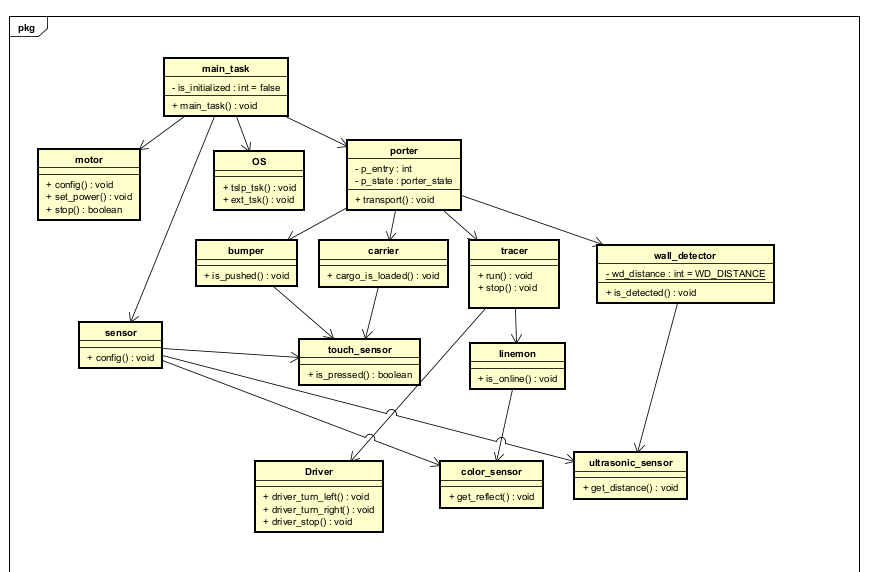 pkg
main_task
- is_initialized : int = false
+ main_task() : void
motor
+ config() : void
+ set_power() : void
+ stop() : boolean
OS
+ tslp_tsk() : void
+ ext_tsk() : void
porter
- p_entry : int
- p_state : porter_state
+ transport() : void
bumper
+ is_pushed() : void
carrier
+ cargo_is_loaded() : void
tracer
+ run() : void
+ stop() : void
wall_detector
- wd_distance : int = WD_DISTANCE
+ is_detected() : void
sensor
+ config() : void
touch_sensor
+ is_pressed() : boolean
linemon
+ is_online() : void
Driver
+ driver_turn_left() : void
+ driver_turn_right() : void
+ driver_stop() : void
color_sensor
+ get_reflect() : void
ultrasonic_sensor
+ get_distance() : void